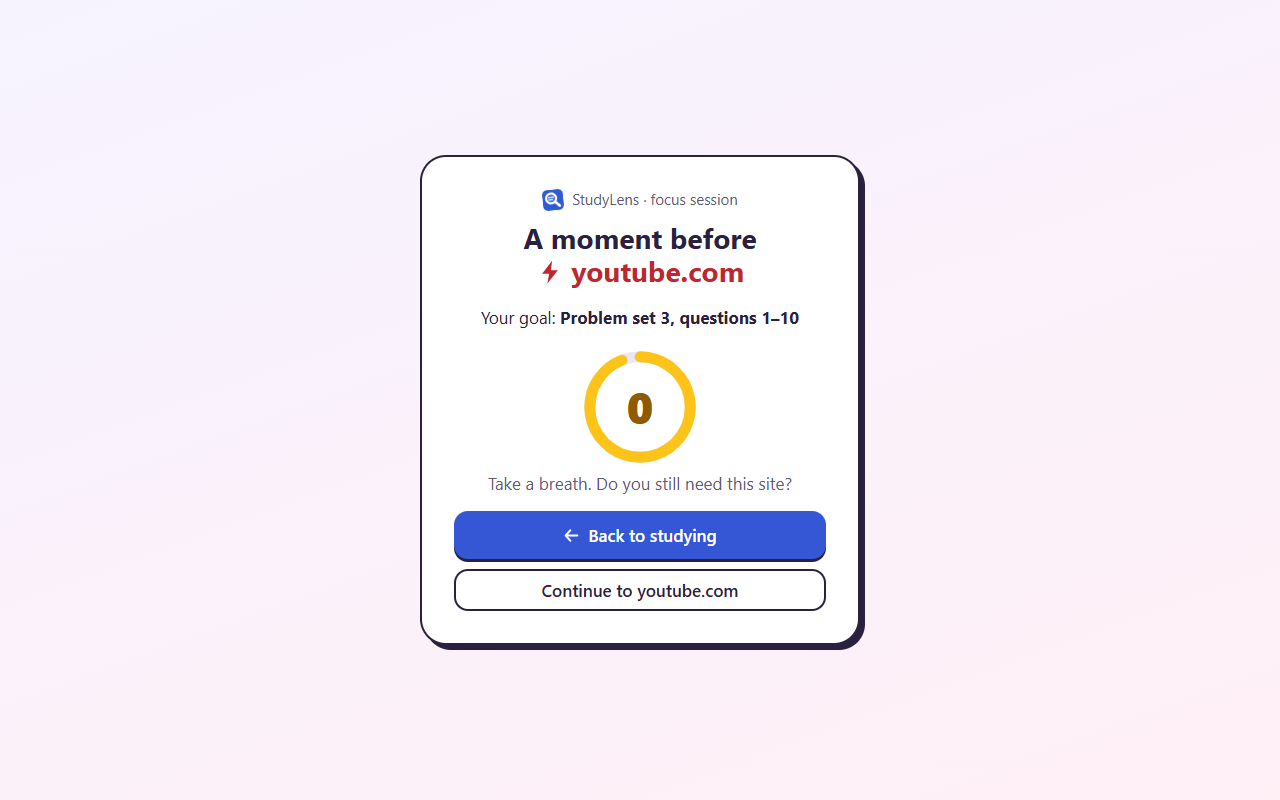 StudyLens · focus session
A moment before
youtube.com
Your goal: Problem set 3, questions 1–10
0
Take a breath. Do you still need this site?
← Back to studying
Continue to youtube.com